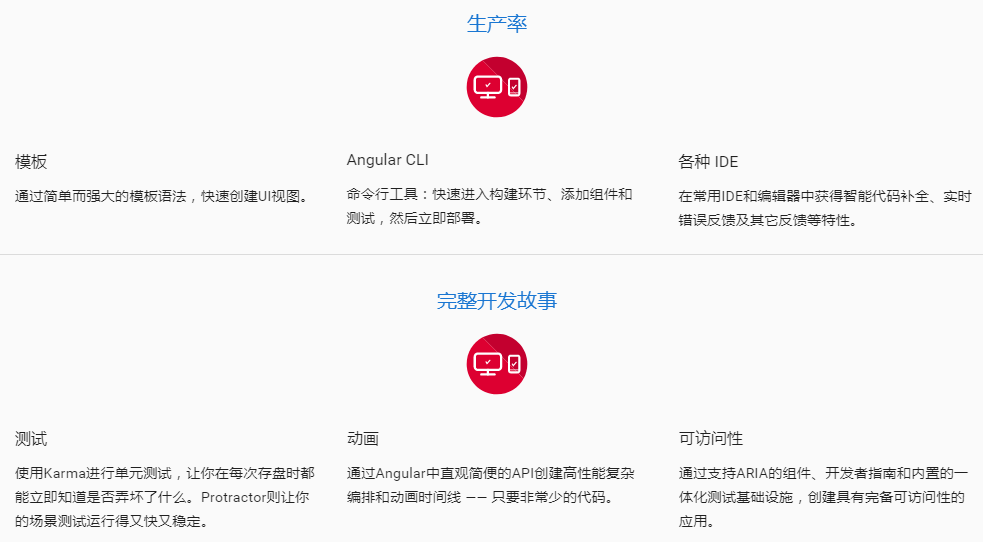 生产率
模板
Angular CLI
各种 IDE
通过简单而强大的模板语法，快速创建UI视图。
命令行工具：快速进入构建环节、添加组件和
测试，然后立即部署。
在常用IDE和编辑器中获得智能代码补全、实时
错误反馈及其它反馈等特性。
完整开发故事
测试
使用Karma进行单元测试，让你在每次存盘时都
能立即知道是否弄坏了什么。Protractor则让你
的场景测试运行得又快又稳定。
动画
通过Angular中直观简便的API创建高性能复杂
编排和动画时间线 —— 只要非常少的代码。
可访问性
通过支持ARIA的组件、开发者指南和内置的一
体化测试基础设施，创建具有完备可访问性的
应用。